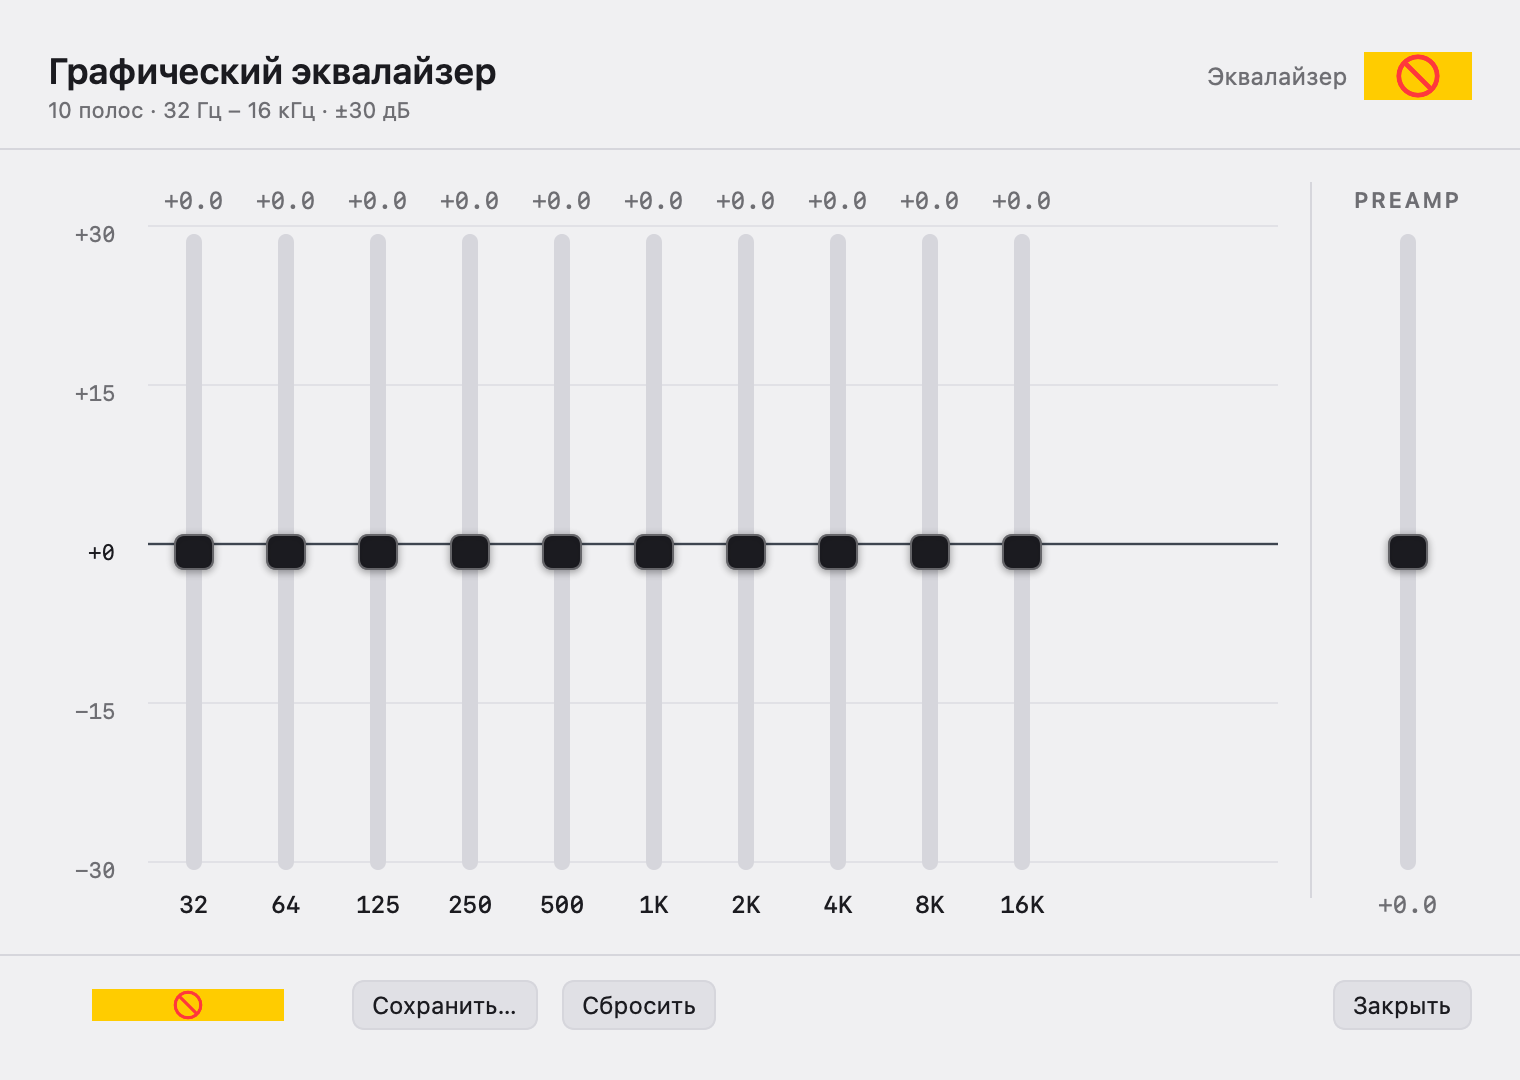 Графический эквалайзер
10 полос · 32 Гц – 16 кГц · ±30 дБ
Эквалайзер
+0.0 +0.0 +0.0 +0.0 +0.0 +0.0 +0.0 +0.0 +0.0 +0.0
PREAMP
+30
+15
+0
−15
−30
32 64 125 250 500 1K 2K 4K 8K 16K
+0.0
Сохранить... Сбросить Закрыть